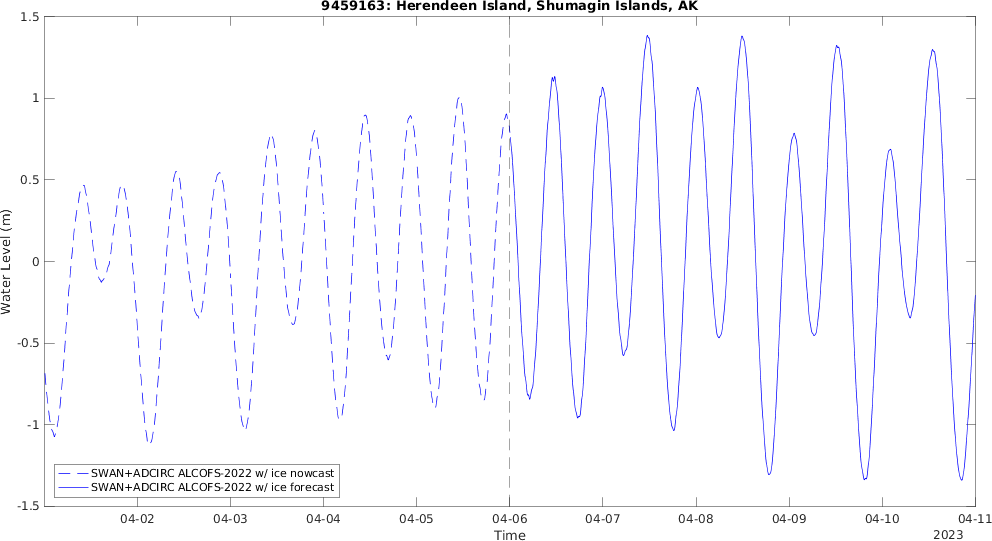 9459163: Herendeen Island, Shumagin Islands, AK
Water Level (m)
1.5
1
0.5
0
-0.5
-1
-1.5
SWAN+ADCIRC ALCOFS-2022 w/ ice nowcast
SWAN+ADCIRC ALCOFS-2022 w/ ice forecast
04-02 04-03 04-04 04-05 04-06 04-07 04-08 04-09 04-10 04-11
Time
2023